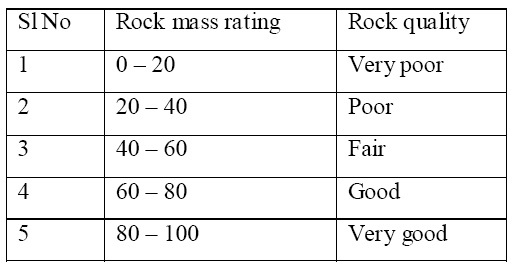 Sl No Rock mass rating Rock quality
1 0 – 20 Very poor
2 20 – 40 Poor
3 40 – 60 Fair
4 60 – 80 Good
5 80 – 100 Very good